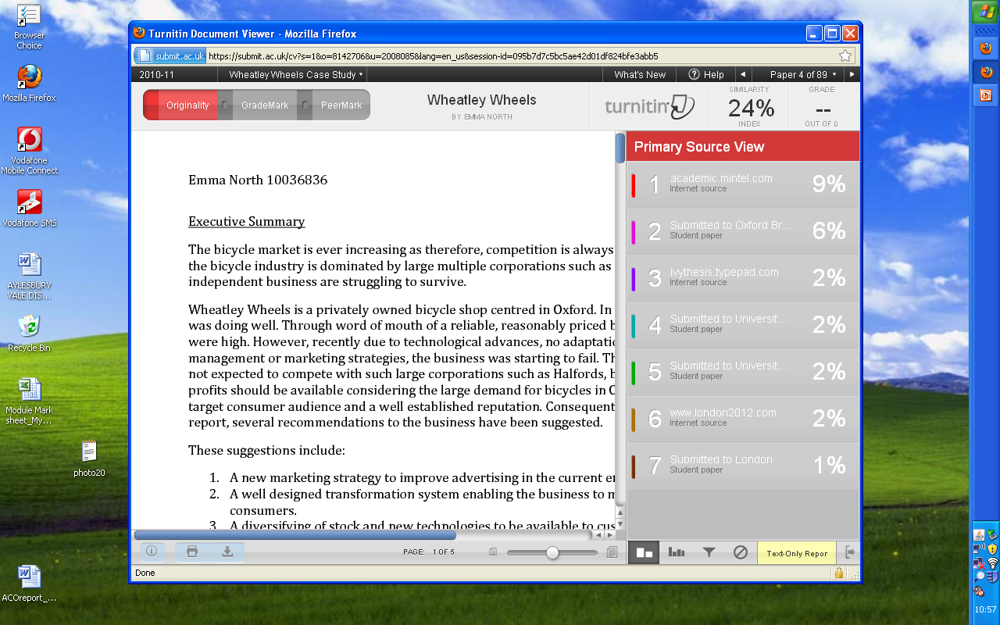 Browser
Choice
Mozilla Firefox
Vodafone
Mobile Connect
Vodafone SMS
AYLESBURY
VALE DIS...
Recycle Bin
Module Mark
sheet_My...
photo20
ACOreport_...
Turnitin Document Viewer - Mozilla Firefox
submit.ac.uk https://submit.ac.uk/cv?s=1&o=8142706&u=2008085&lang=en_us&session-id=095b7d7c5bc5ae42d01df824bfe3abb5
2010-11 Wheatley Wheels Case Study What's New Help Paper 4 of 89
Originality GradeMark PeerMark
Wheatley Wheels
BY EMMA NORTH
turnitin
SIMILARITY
24%
INDEX
GRADE
--
OUT OF 0
Emma North 10036836
Executive Summary
The bicycle market is ever increasing as therefore, competition is always
the bicycle industry is dominated by large multiple corporations such as
independent business are struggling to survive.
Wheatley Wheels is a privately owned bicycle shop centred in Oxford. In
was doing well. Through word of mouth of a reliable, reasonably priced b
were high. However, recently due to technological advances, no adaptatio
management or marketing strategies, the business was starting to fail. Th
not expected to compete with such large corporations such as Halfords, b
profits should be available considering the large demand for bicycles in O
target consumer audience and a well established reputation. Consequent
report, several recommendations to the business have been suggested.
These suggestions include:
1. A new marketing strategy to improve advertising in the current en
2. A well designed transformation system enabling the business to m
consumers.
3. A diversifying of stock and new technologies to be available to cus
Primary Source View
1 academic.mintel.com 9%
Internet source
2 Submitted to Oxford Br... 6%
Student paper
3 ivythesis.typepad.com 2%
Internet source
4 Submitted to Universit... 2%
Student paper
5 Submitted to Universit... 2%
Student paper
6 www.london2012.com 2%
Internet source
7 Submitted to London 1%
Student paper
PAGE: 1 OF 5
Text-Only Repor
Done
10:57